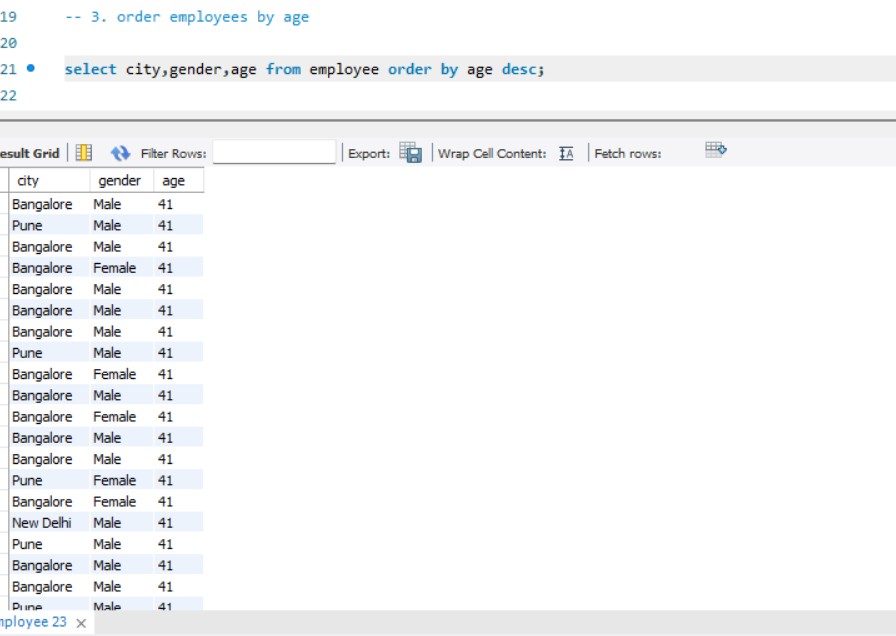 19 -- 3. order employees by age
20
21 select city,gender,age from employee order by age desc;
22
esult Grid Filter Rows: Export: Wrap Cell Content: IA Fetch rows:
city gender age
Bangalore Male 41
Pune Male 41
Bangalore Male 41
Bangalore Female 41
Bangalore Male 41
Bangalore Male 41
Bangalore Male 41
Pune Male 41
Bangalore Female 41
Bangalore Male 41
Bangalore Female 41
Bangalore Male 41
Bangalore Male 41
Pune Female 41
Bangalore Female 41
New Delhi Male 41
Pune Male 41
Bangalore Male 41
Bangalore Male 41
Pune Male 41
mployee 23